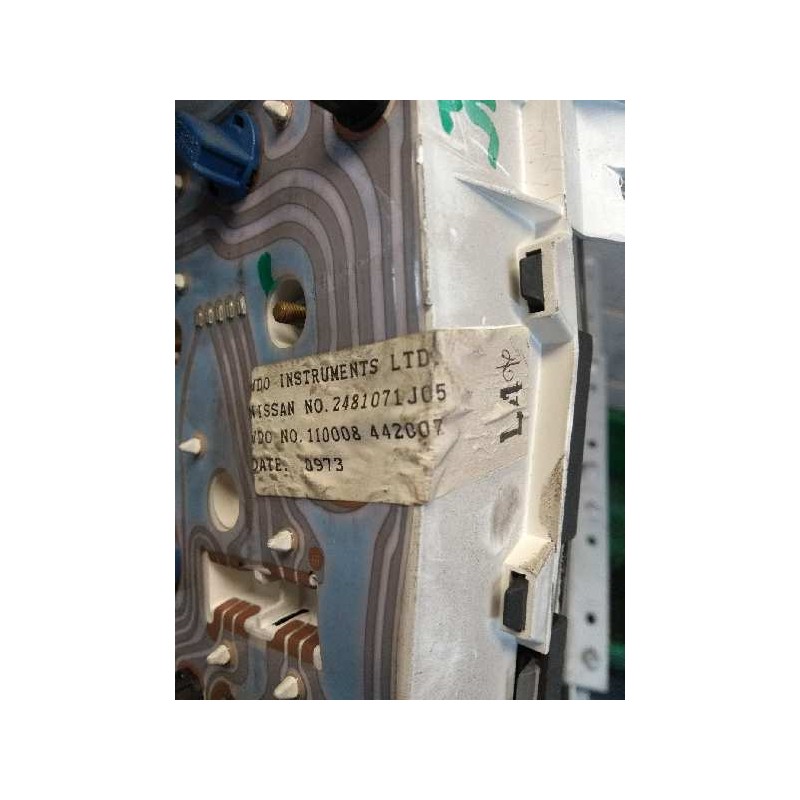 VDO INSTRUMENTS LTD.
NISSAN NO. 2481071J05
VDO NO. 110008 442007
DATE. 0973